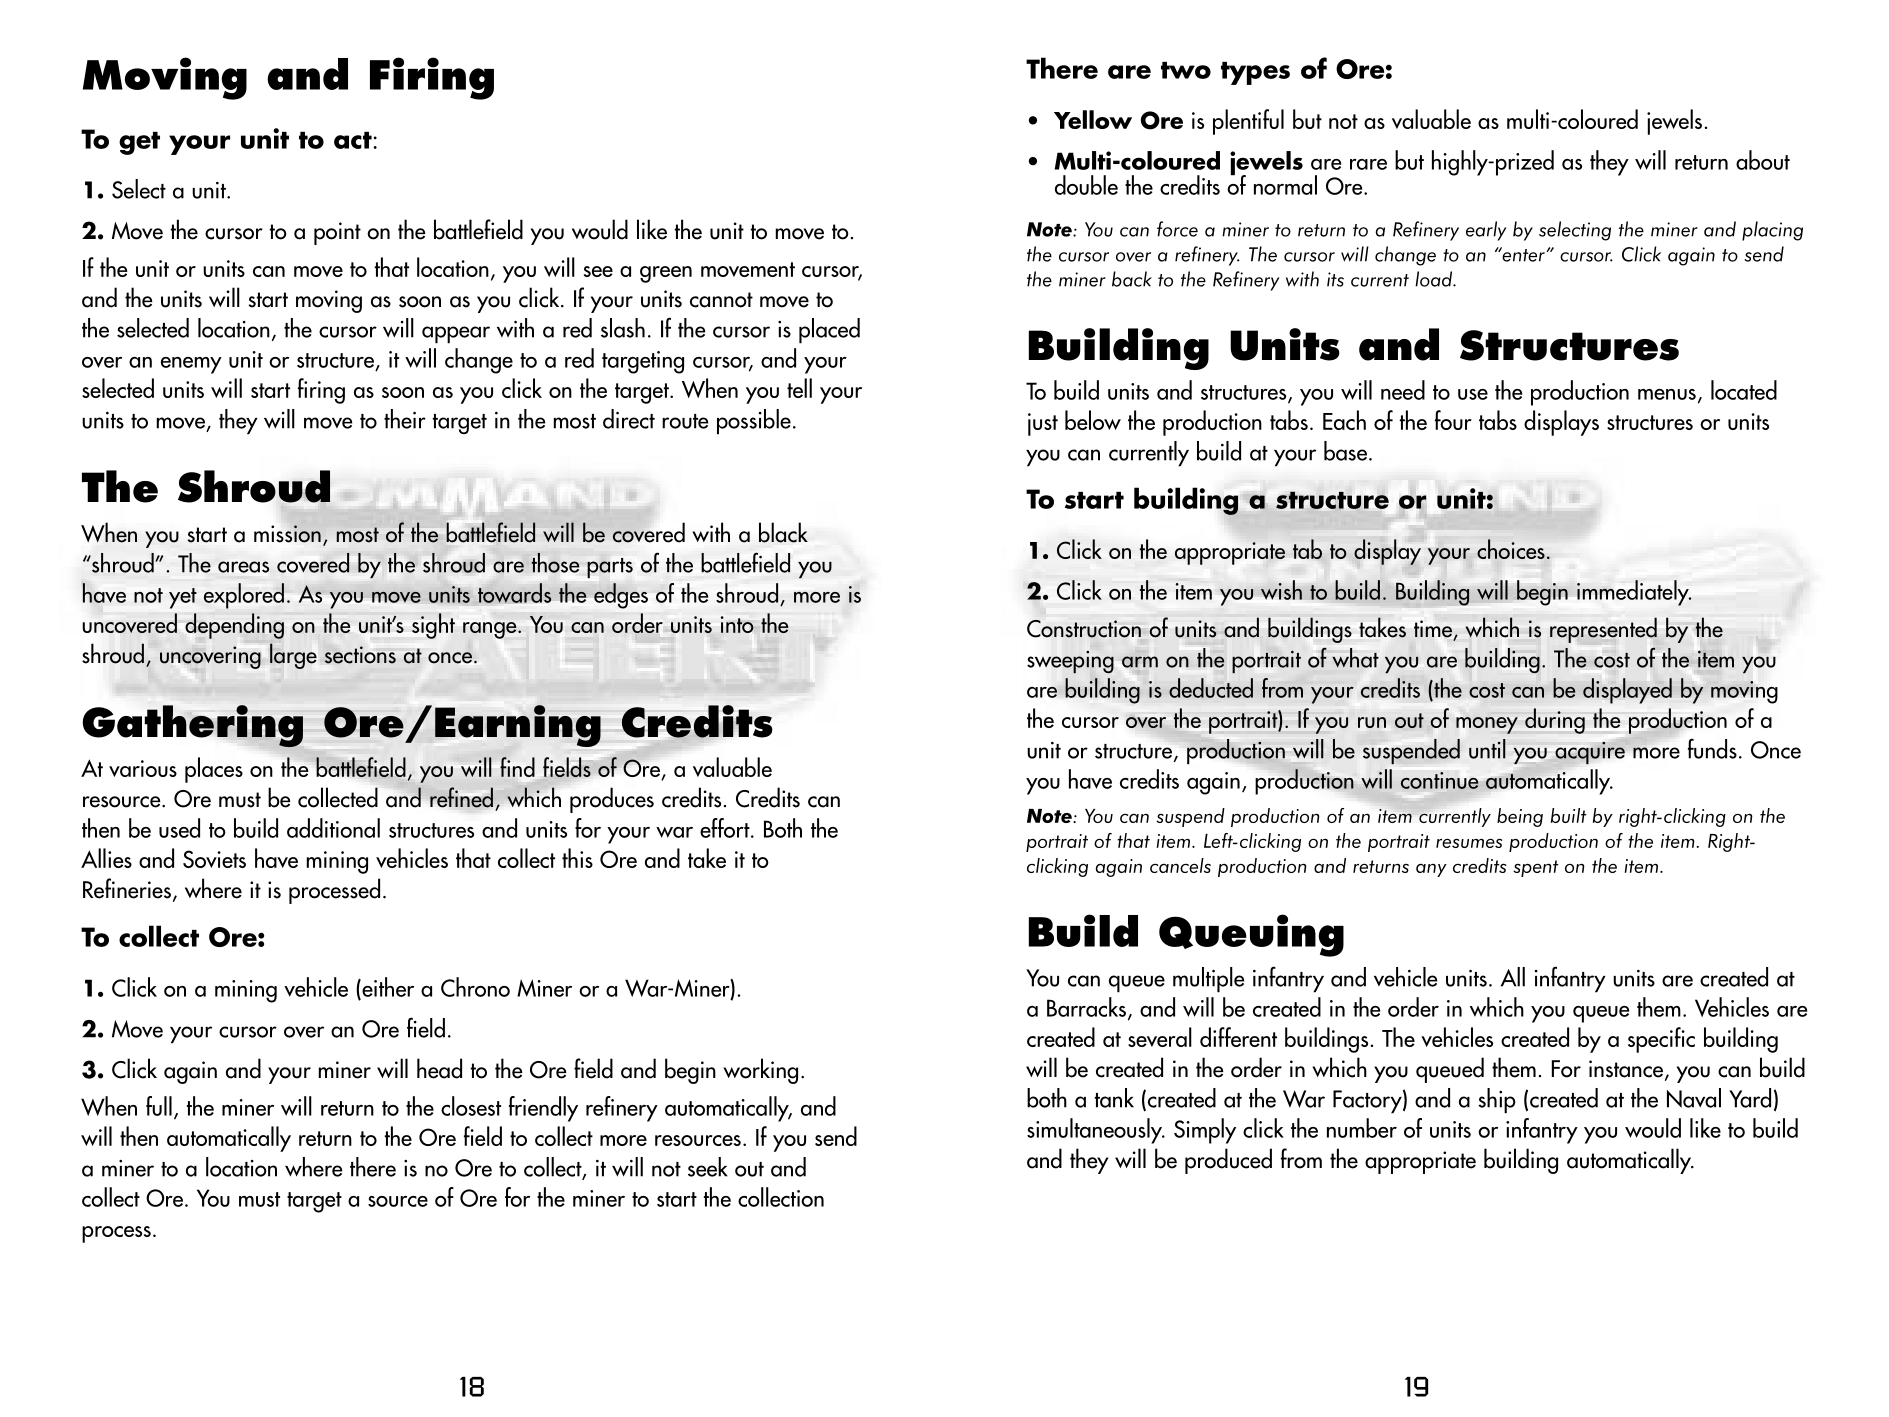 Moving and Firing
To get your unit to act:
1. Select a unit.
2. Move the cursor to a point on the battlefield you would like the unit to move to.
If the unit or units can move to that location, you will see a green movement cursor,
and the units will start moving as soon as you click. If your units cannot move to
the selected location, the cursor will appear with a red slash. If the cursor is placed
over an enemy unit or structure, it will change to a red targeting cursor, and your
selected units will start firing as soon as you click on the target. When you tell your
units to move, they will move to their target in the most direct route possible.
The Shroud
When you start a mission, most of the battlefield will be covered with a black
“shroud”. The areas covered by the shroud are those parts of the battlefield you
have not yet explored. As you move units towards the edges of the shroud, more is
uncovered depending on the unit’s sight range. You can order units into the
shroud, uncovering large sections at once.
Gathering Ore/Earning Credits
At various places on the battlefield, you will find fields of Ore, a valuable
resource. Ore must be collected and refined, which produces credits. Credits can
then be used to build additional structures and units for your war effort. Both the
Allies and Soviets have mining vehicles that collect this Ore and take it to
Refineries, where it is processed.
To collect Ore:
1. Click on a mining vehicle (either a Chrono Miner or a War-Miner).
2. Move your cursor over an Ore field.
3. Click again and your miner will head to the Ore field and begin working.
When full, the miner will return to the closest friendly refinery automatically, and
will then automatically return to the Ore field to collect more resources. If you send
a miner to a location where there is no Ore to collect, it will not seek out and
collect Ore. You must target a source of Ore for the miner to start the collection
process.
COMMAND
&
CONQUER
RED ALERT
18
There are two types of Ore:
• Yellow Ore is plentiful but not as valuable as multi-coloured jewels.
• Multi-coloured jewels are rare but highly-prized as they will return about
double the credits of normal Ore.
Note: You can force a miner to return to a Refinery early by selecting the miner and placing
the cursor over a refinery. The cursor will change to an “enter” cursor. Click again to send
the miner back to the Refinery with its current load.
Building Units and Structures
To build units and structures, you will need to use the production menus, located
just below the production tabs. Each of the four tabs displays structures or units
you can currently build at your base.
To start building a structure or unit:
1. Click on the appropriate tab to display your choices.
2. Click on the item you wish to build. Building will begin immediately.
Construction of units and buildings takes time, which is represented by the
sweeping arm on the portrait of what you are building. The cost of the item you
are building is deducted from your credits (the cost can be displayed by moving
the cursor over the portrait). If you run out of money during the production of a
unit or structure, production will be suspended until you acquire more funds. Once
you have credits again, production will continue automatically.
Note: You can suspend production of an item currently being built by right-clicking on the
portrait of that item. Left-clicking on the portrait resumes production of the item. Right-
clicking again cancels production and returns any credits spent on the item.
Build Queuing
You can queue multiple infantry and vehicle units. All infantry units are created at
a Barracks, and will be created in the order in which you queue them. Vehicles are
created at several different buildings. The vehicles created by a specific building
will be created in the order in which you queued them. For instance, you can build
both a tank (created at the War Factory) and a ship (created at the Naval Yard)
simultaneously. Simply click the number of units or infantry you would like to build
and they will be produced from the appropriate building automatically.
COMMAND
&
CONQUER
RED ALERT
19